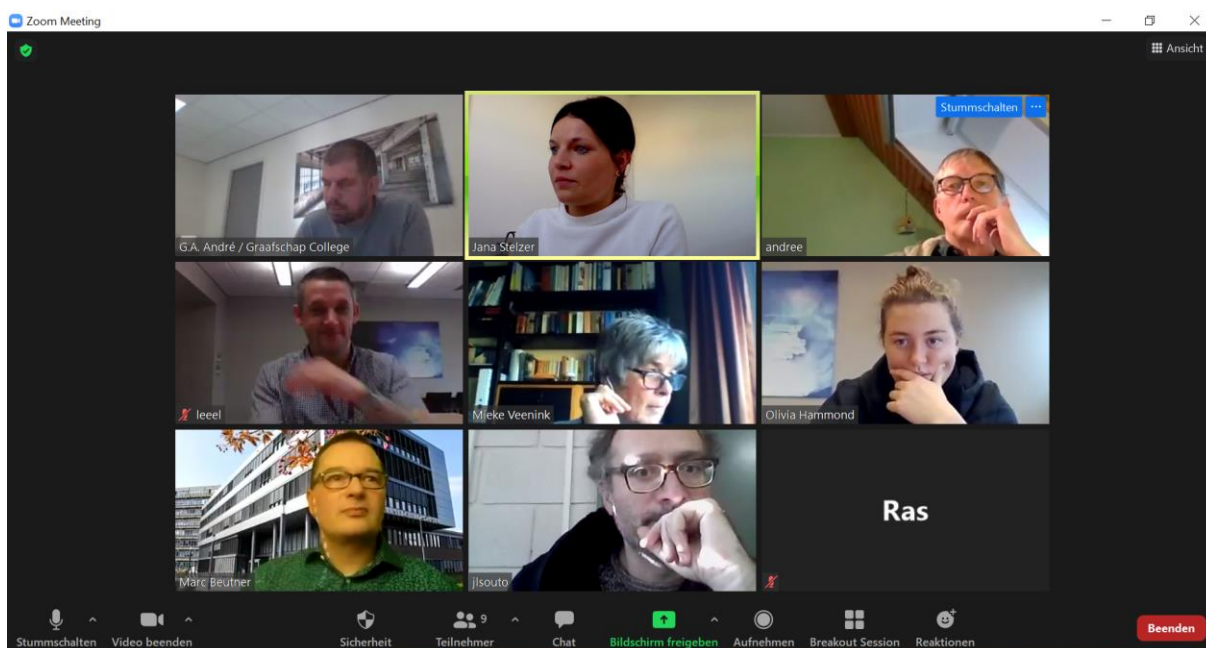 Zoom Meeting
Ansicht
Stummschalten ...
G.A. André / Graafschap College
Jana Stelzer
andree
leeel
Mieke Veenink
Olivia Hammond
Marc Beutner
jlsouto
Ras
Stummschalten
Video beenden
Sicherheit
9
Teilnehmer
Chat
Bildschirm freigeben
Aufnehmen
Breakout Session
Reaktionen
Beenden